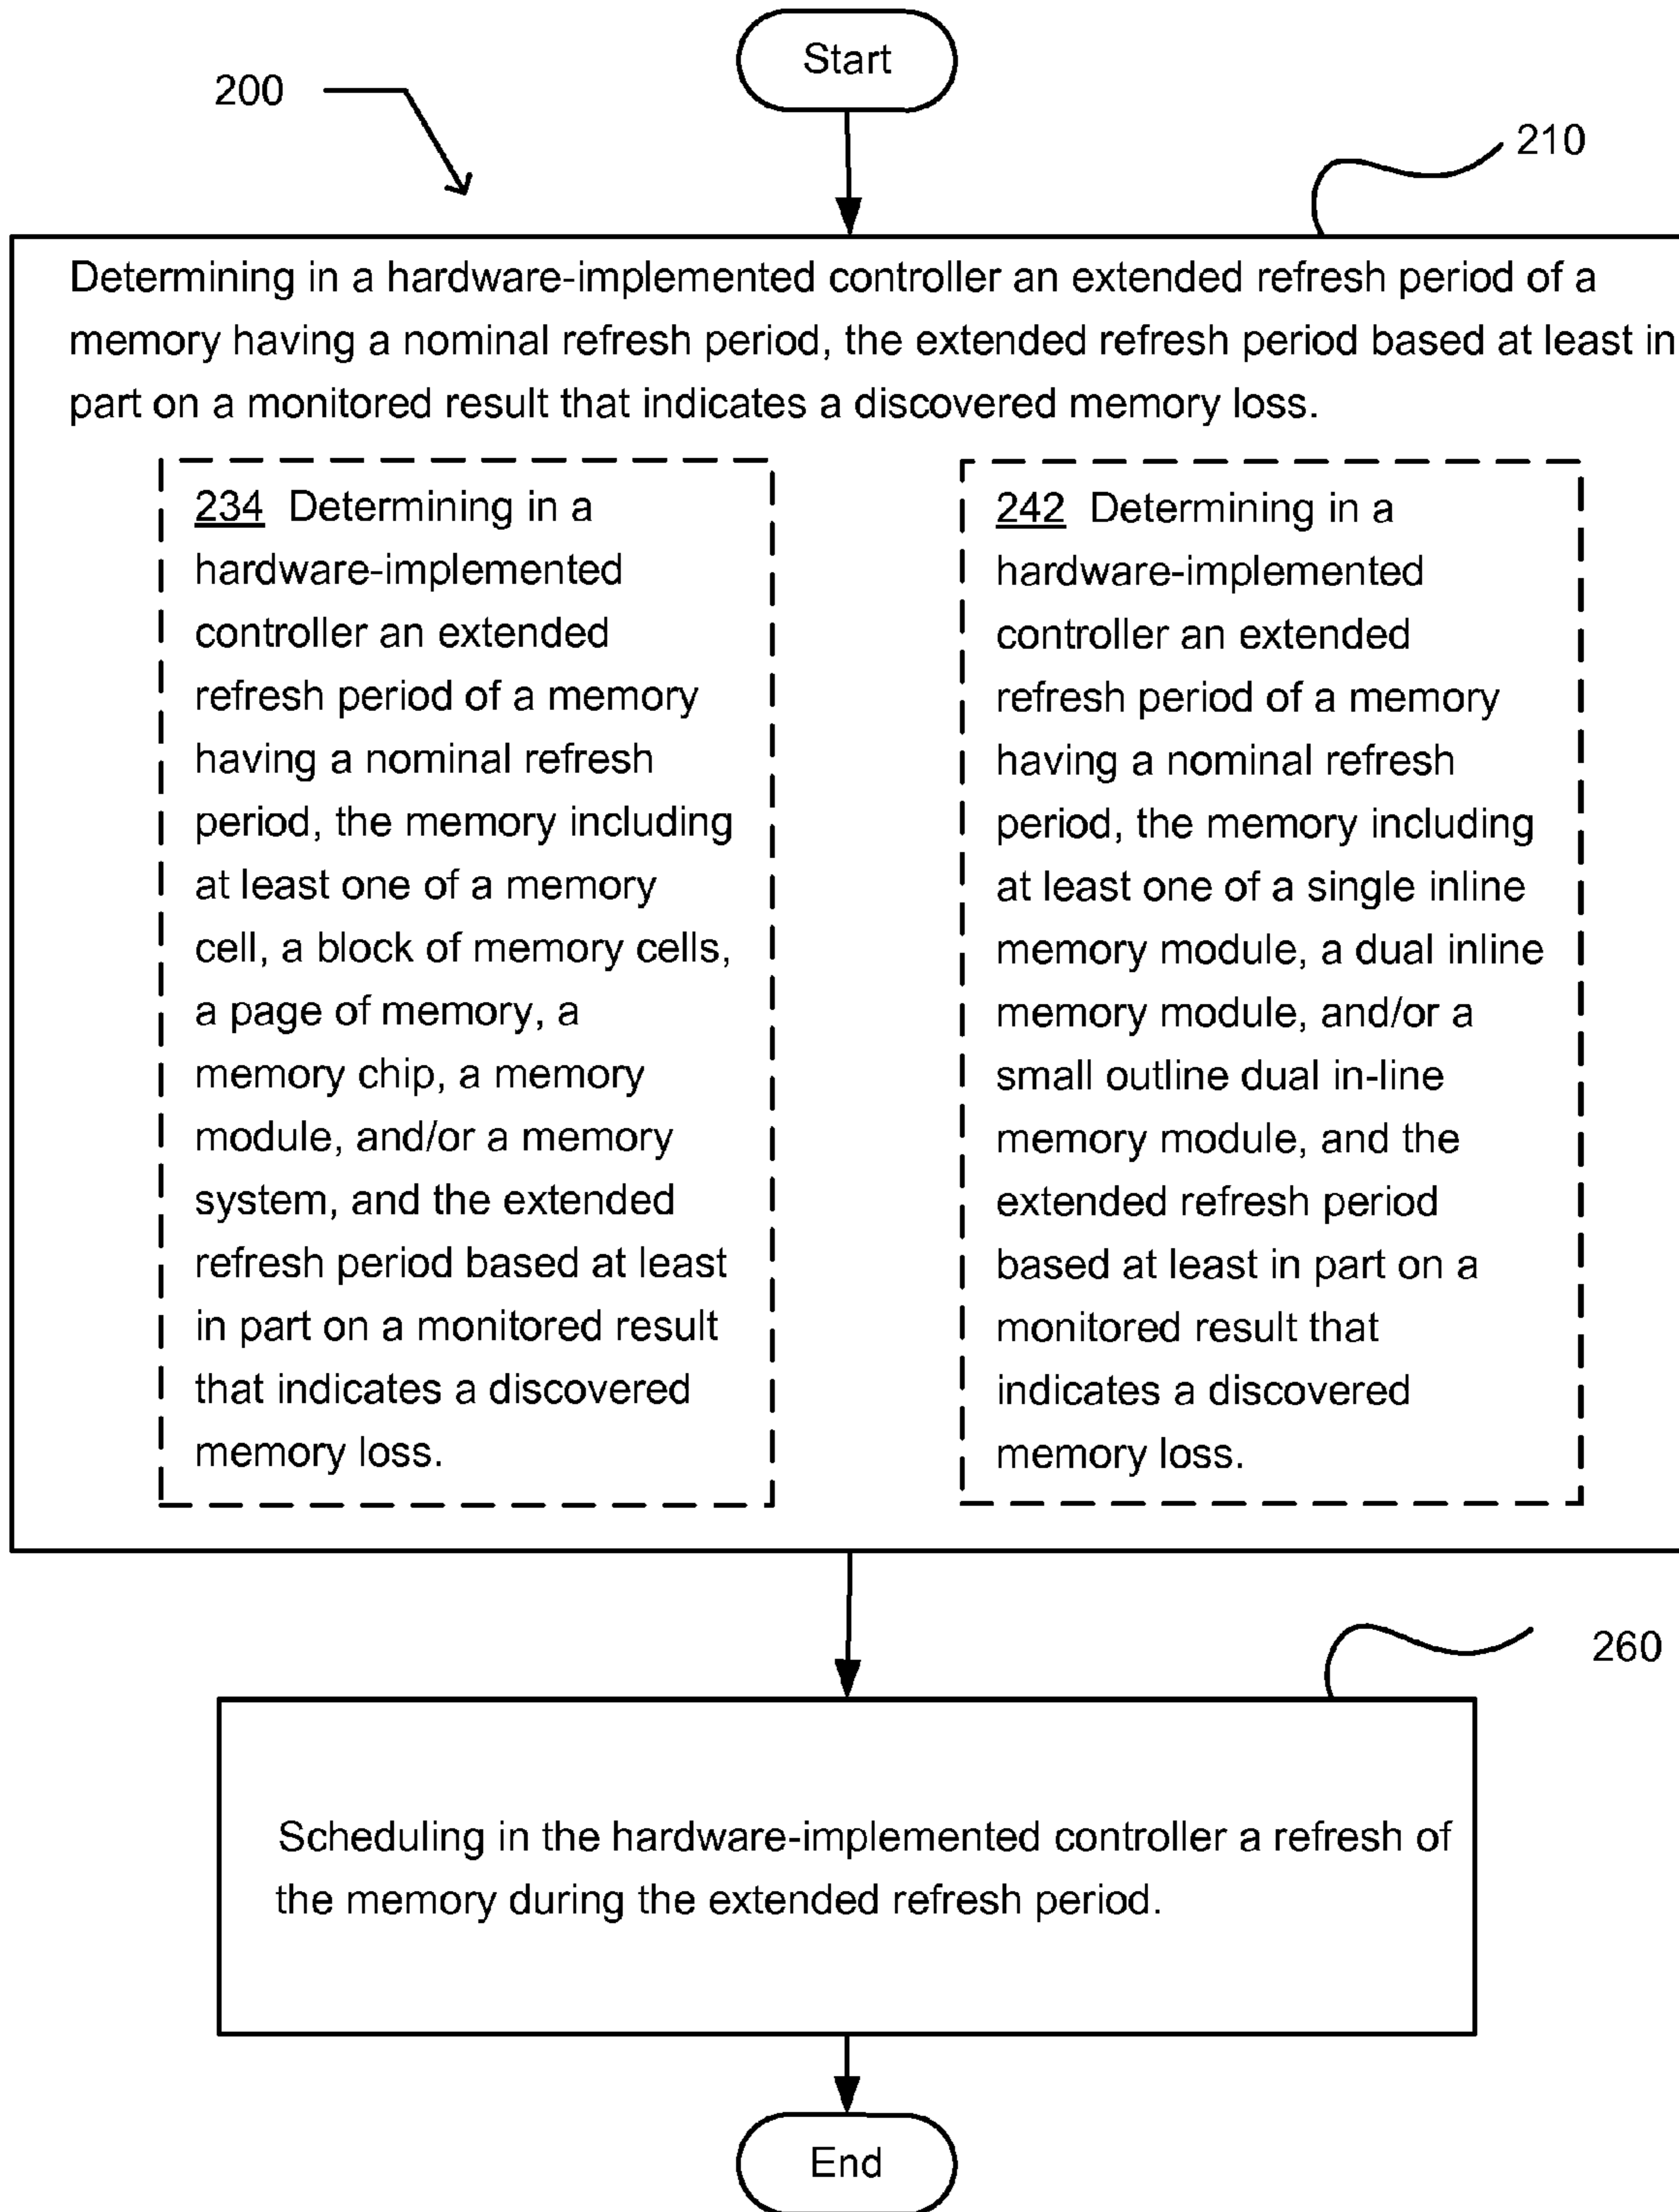 Start
200
210
Determining in a hardware-implemented controller an extended refresh period of a
memory having a nominal refresh period, the extended refresh period based at least in
part on a monitored result that indicates a discovered memory loss.
234 Determining in a
hardware-implemented
controller an extended
refresh period of a memory
having a nominal refresh
period, the memory including
at least one of a memory
cell, a block of memory cells,
a page of memory, a
memory chip, a memory
module, and/or a memory
system, and the extended
refresh period based at least
in part on a monitored result
that indicates a discovered
memory loss.
242 Determining in a
hardware-implemented
controller an extended
refresh period of a memory
having a nominal refresh
period, the memory including
at least one of a single inline
memory module, a dual inline
memory module, and/or a
small outline dual in-line
memory module, and the
extended refresh period
based at least in part on a
monitored result that
indicates a discovered
memory loss.
260
Scheduling in the hardware-implemented controller a refresh of
the memory during the extended refresh period.
End